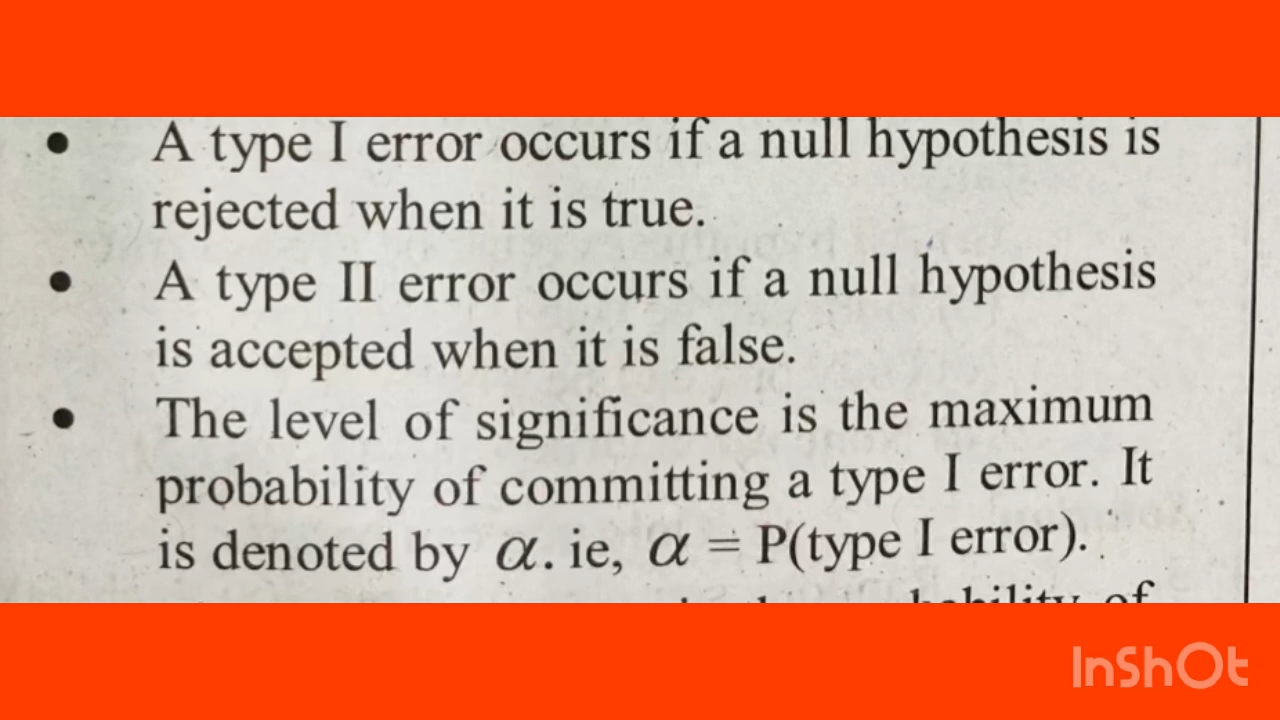 • A type I error occurs if a null hypothesis is
rejected when it is true.
• A type II error occurs if a null hypothesis
is accepted when it is false.
• The level of significance is the maximum
probability of committing a type I error. It
is denoted by α. ie, α = P(type I error).
of
InShOt